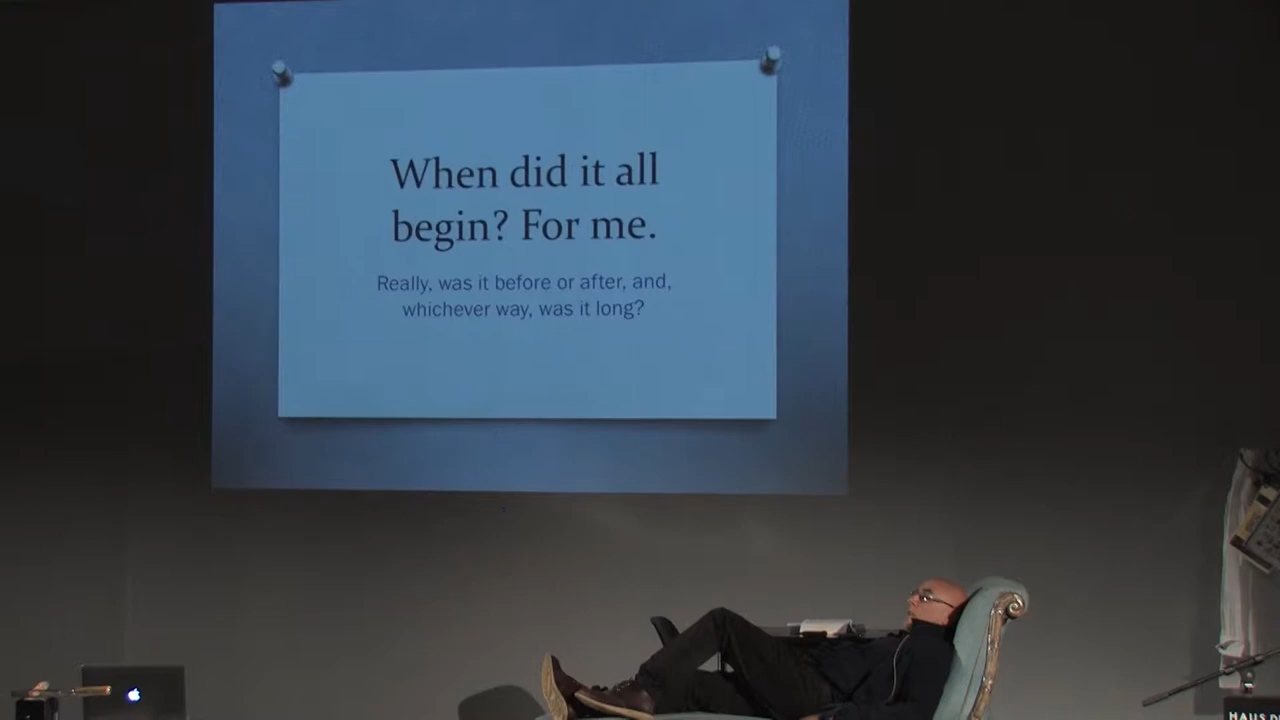 When did it all
begin? For me.
Really, was it before or after, and,
whichever way, was it long?
HAUS